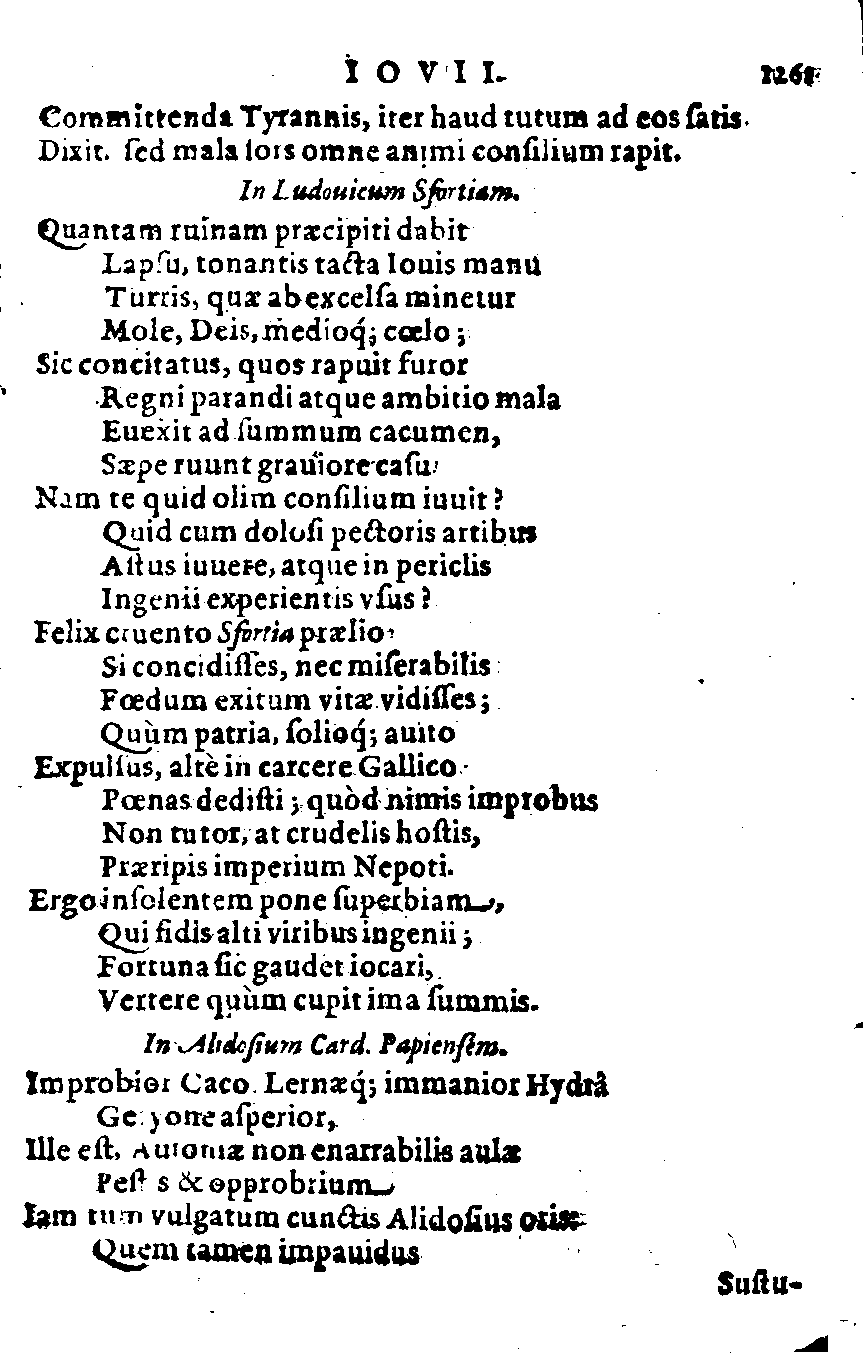 IOVII. 1261
Committenda Tyrannis, iter haud tutum ad eos ſatis.
Dixit. ſed mala ſors omne animi conſilium rapit.
In Ludouicum Sfortiam.
Quantam ruinam præcipiti dabit
Lapſu, tonantis tacta Iouis manu
Turris, quæ ab excelſa minetur
Mole, Deis, medioq́; cœlo;
Sic concitatus, quos rapuit furor
Regni parandi atque ambitio mala
Euexit ad ſummum cacumen,
Sæpe ruunt grauiore caſu.
Nam te quid olim conſilium iuuit?
Quid cum doloſi pectoris artibus
Aſtus iuuere, atque in periclis
Ingenii experientis vſus?
Felix cruento Sfortia prælio
Si concidiſſes, nec miſerabilis
Fœdum exitum vitæ vidiſſes;
Quùm patria, ſolioq́; auito
Expulſus, altè in carcere Gallico
Pœnas dediſti; quòd nimis improbus
Non tutor, at crudelis hoſtis,
Præripis imperium Nepoti.
Ergo inſolentem pone ſuperbiam,
Qui fidis alti viribus ingenii;
Fortuna ſic gaudet iocari,
Vertere quùm cupit ima ſummis.
In Alidoſium Card. Papienſem.
Improbior Caco. Lernæq́; immanior Hydrâ
Geryone aſperior,
Ille eſt, Auſoniæ non enarrabilis aulæ
Peſtis & opprobrium
Iam tum vulgatum cunctis Alidoſius
Quem tamen impauidus
Suſtu-